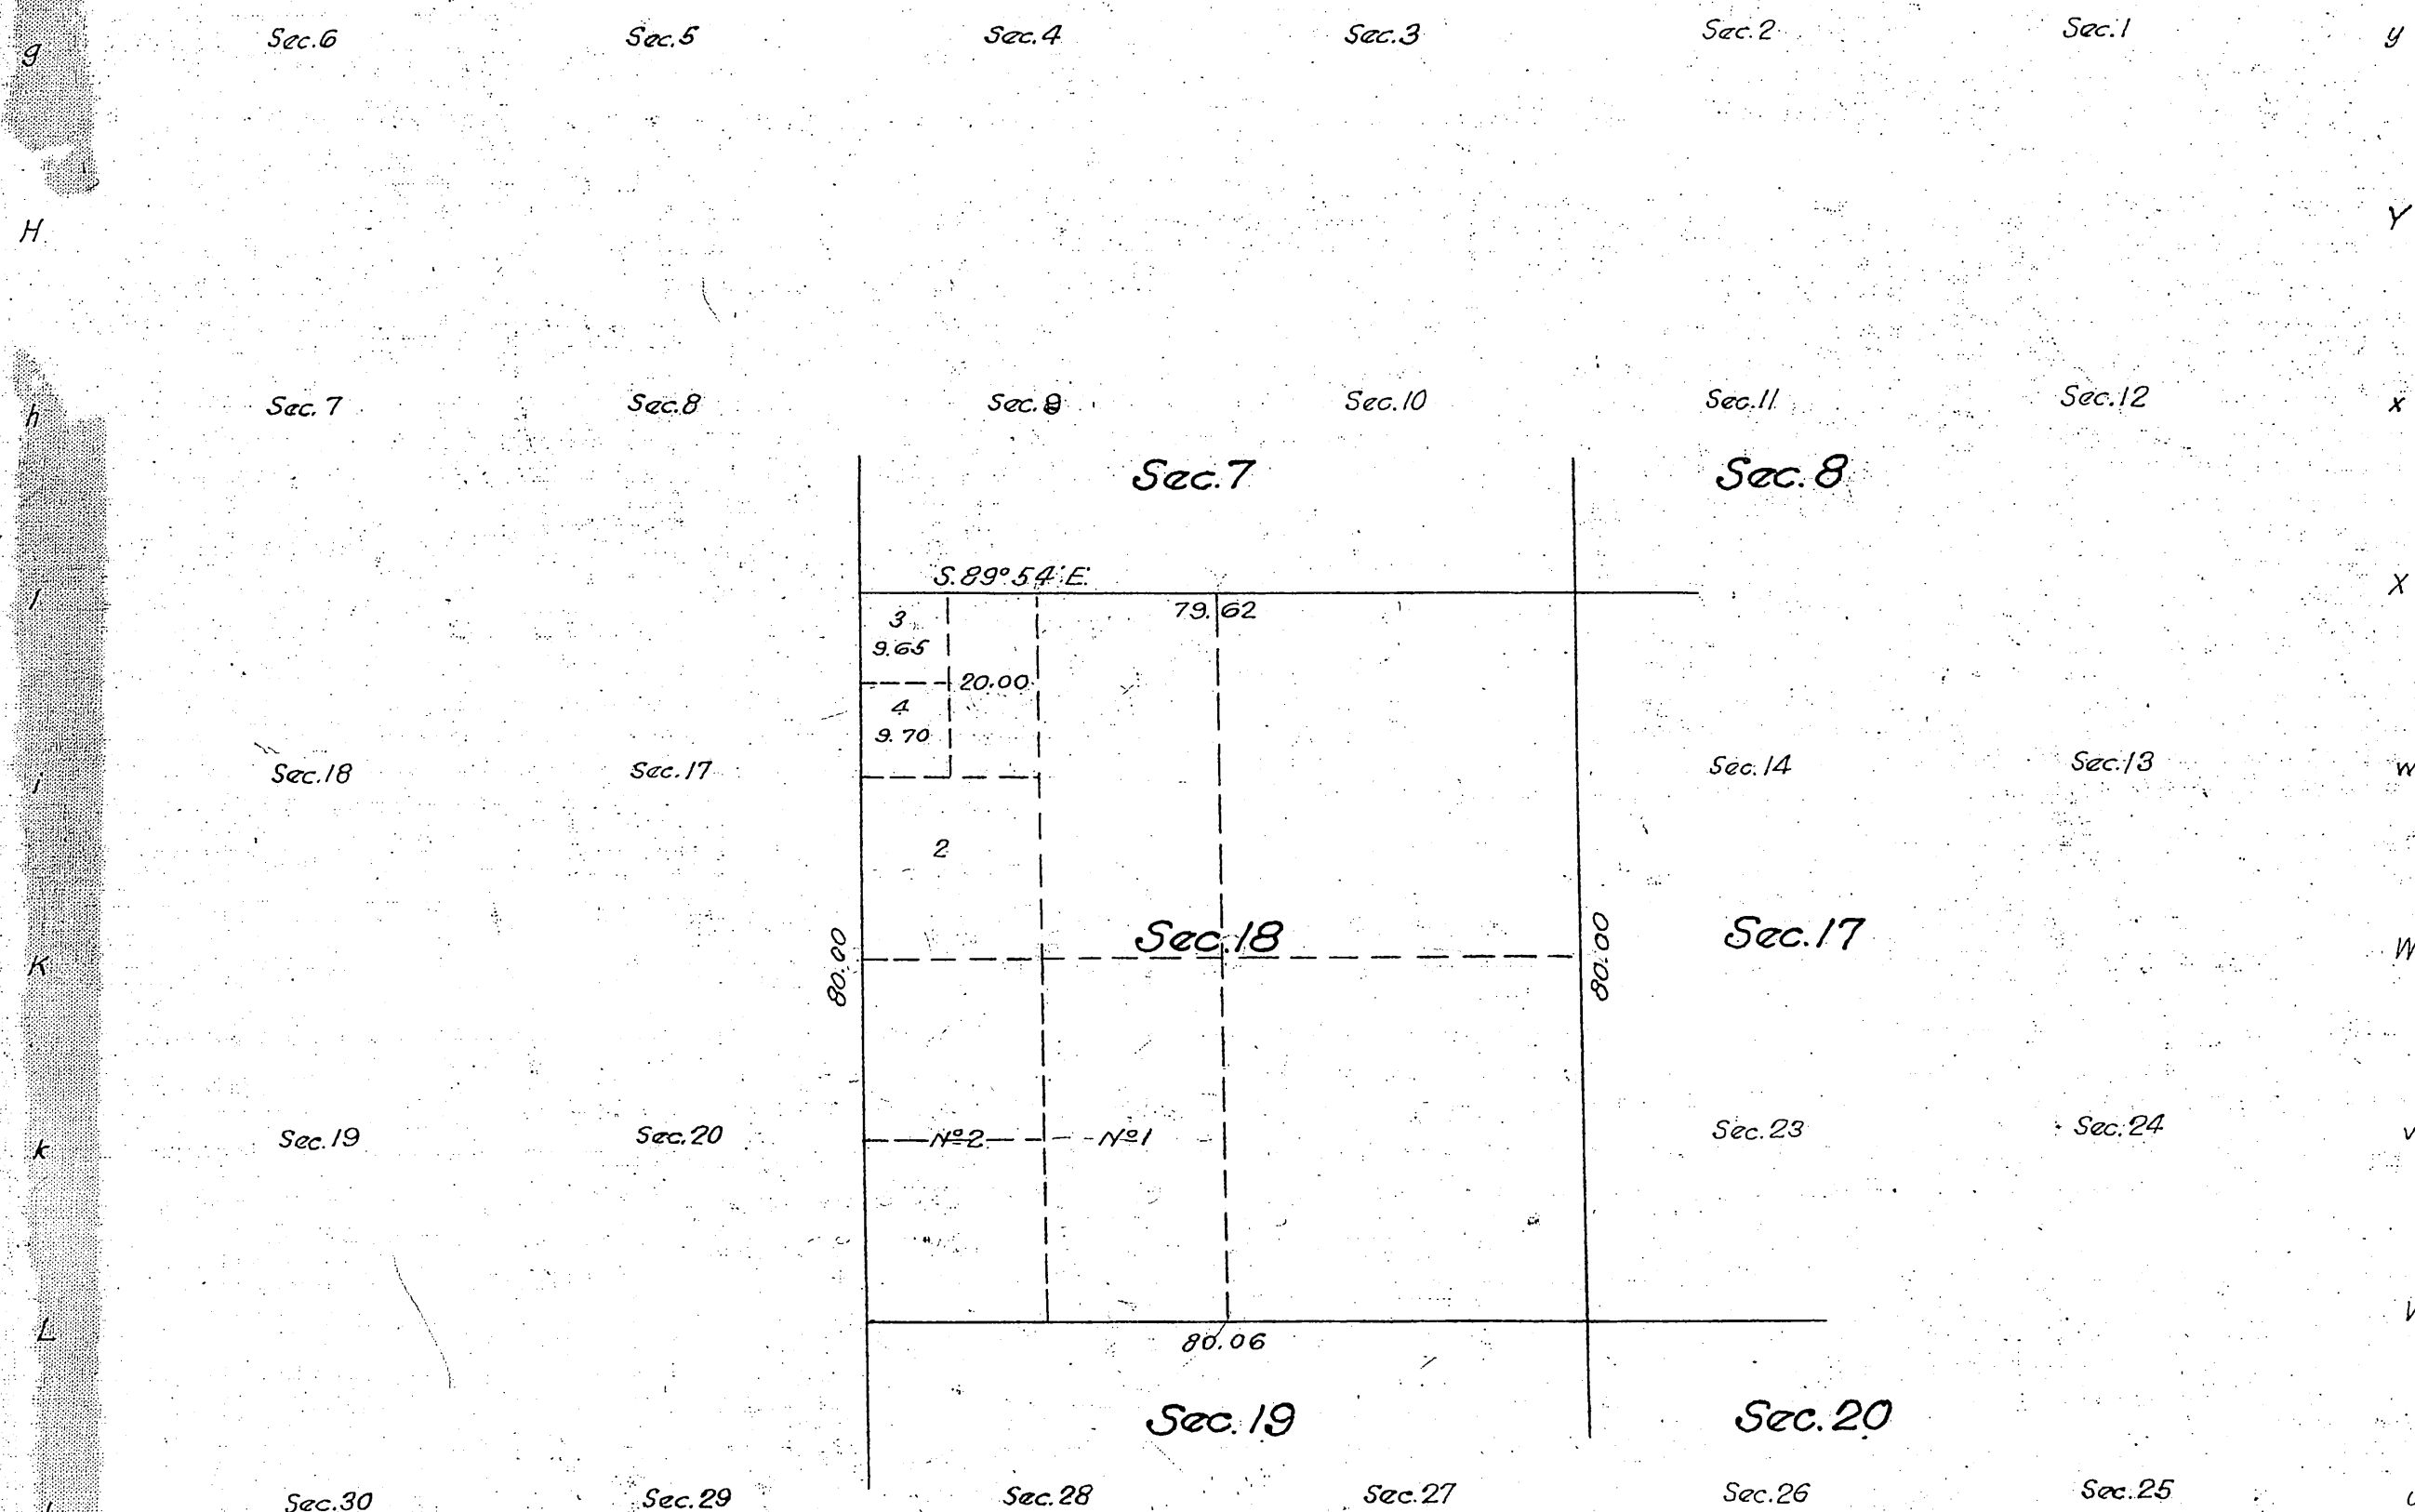 g Sec.6 Sec.5 Sec.4 Sec.3 Sec.2 Sec.1 y
H Y
h Sec.7 Sec.8 Sec.9 Sec.10 Sec.11 Sec.12 x
Sec.7 Sec.8
S.89°54'E.
I X
79.62
3
9.65
20.00
4
9.70
i Sec.18 Sec.17 Sec.14 Sec.13 w
2
80.00 Sec.18 80.00 Sec.17
K W
k Sec.19 Sec.20 Nº2 Nº1 Sec.23 Sec.24 v
L
80.06
Sec.19 Sec.20
Sec.30 Sec.29 Sec.28 Sec.27 Sec.26 Sec.25